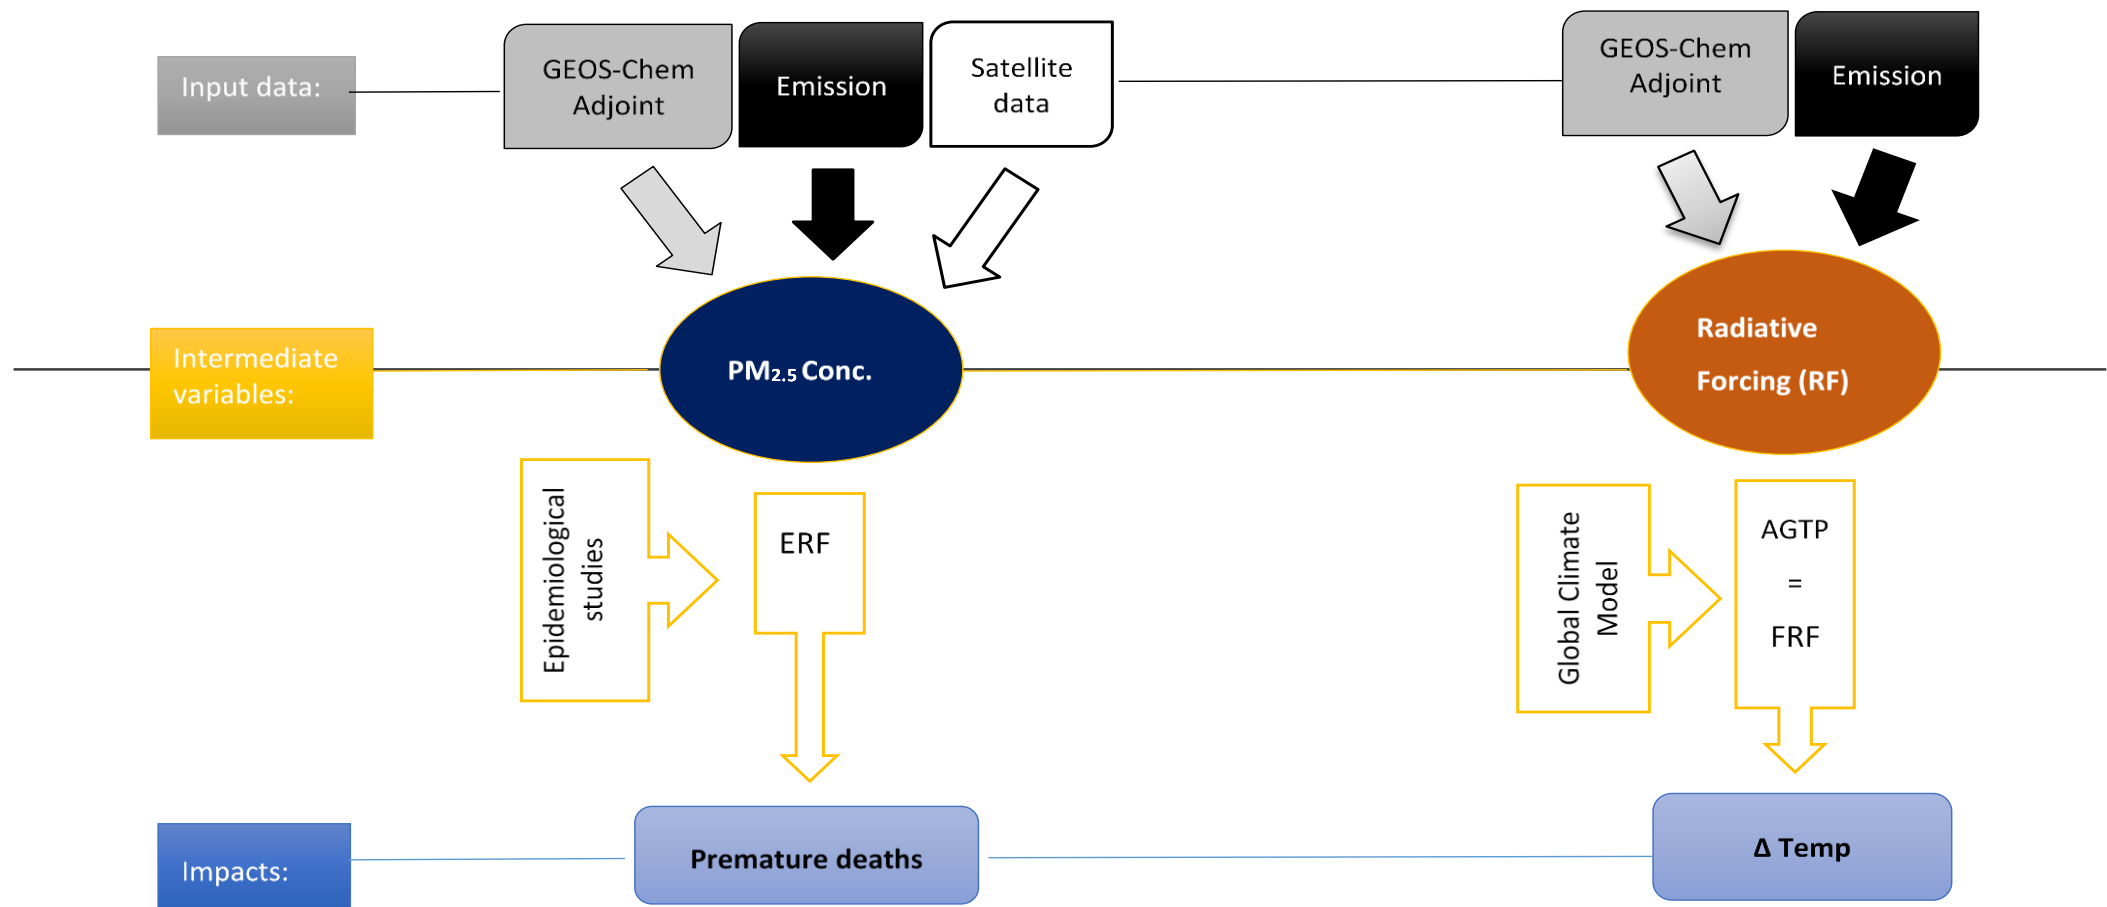 Input data:
GEOS-Chem
Adjoint
Emission
Satellite
data
GEOS-Chem
Adjoint
Emission
Intermediate
variables:
PM₂.₅ Conc.
Radiative
Forcing (RF)
Epidemiological
studies
ERF
Global Climate
Model
AGTP
=
FRF
Impacts:
Premature deaths
Δ Temp